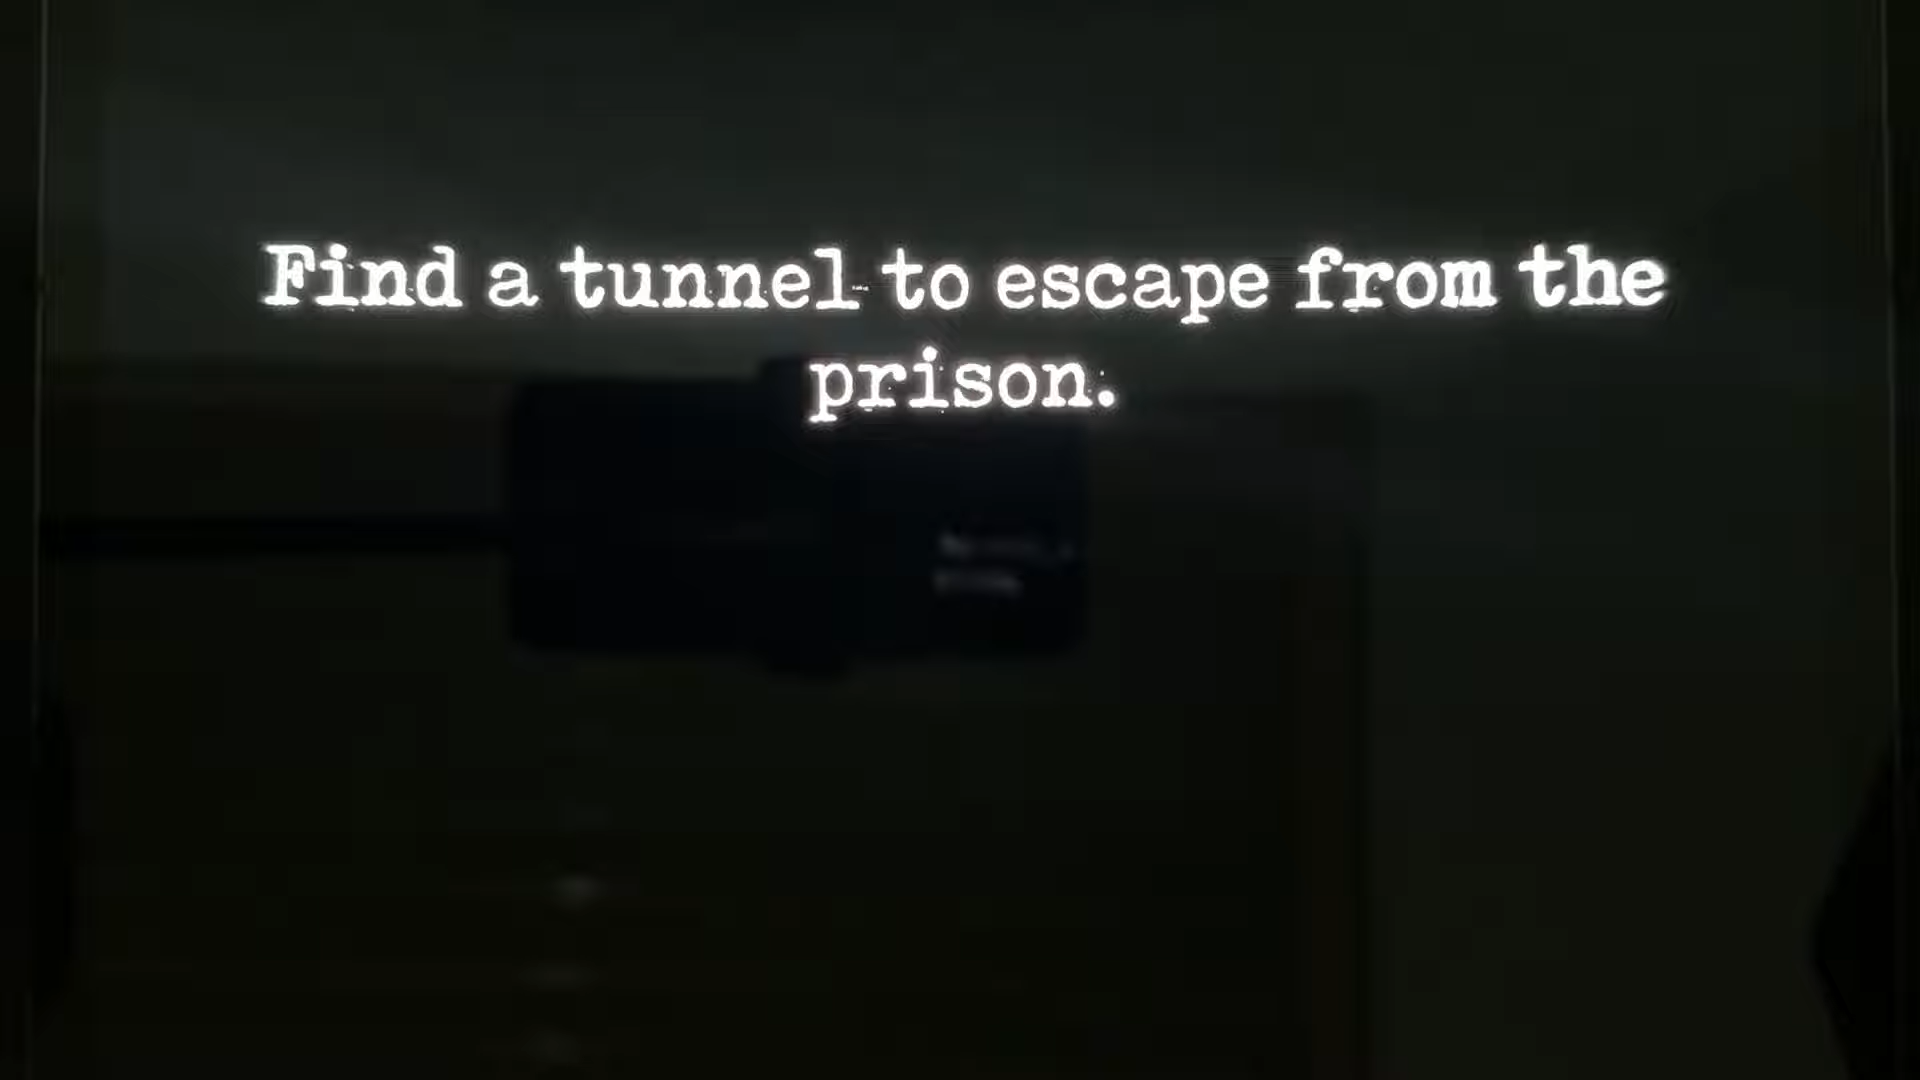 Find a tunnel to escape from the
prison.